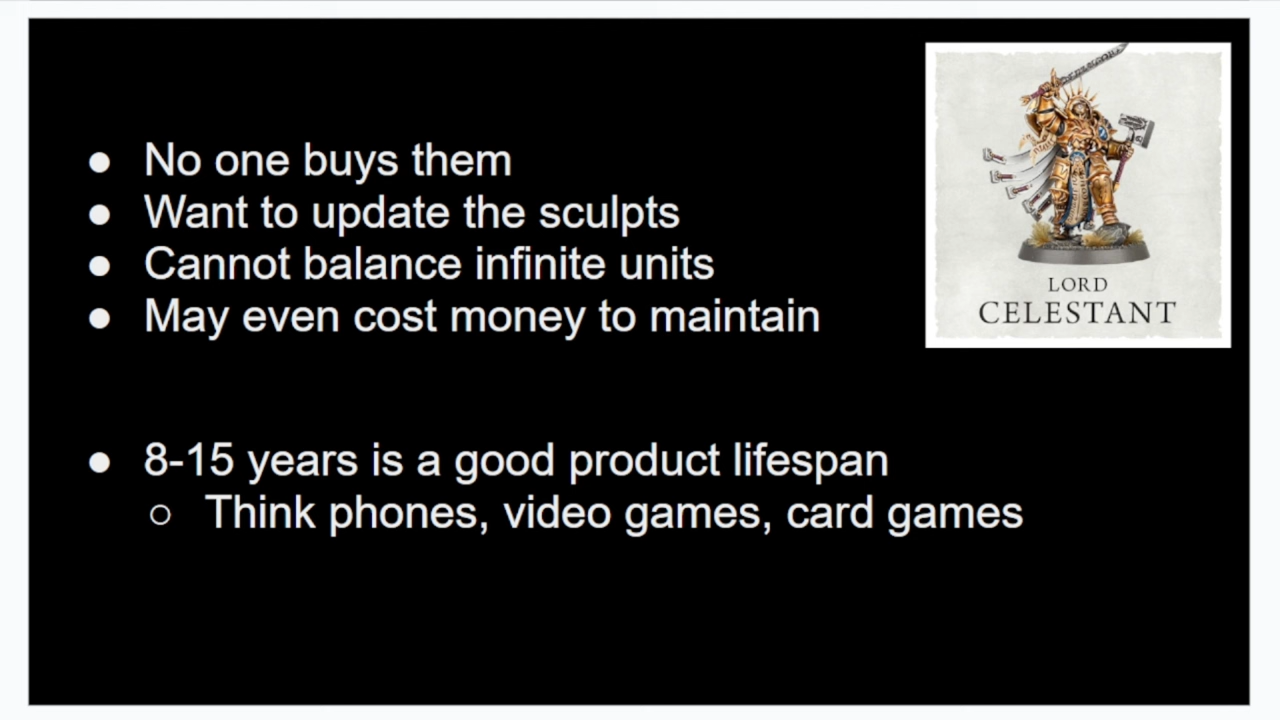 ● No one buys them
● Want to update the sculpts
● Cannot balance infinite units
● May even cost money to maintain
LORD
CELESTANT
● 8-15 years is a good product lifespan
○ Think phones, video games, card games